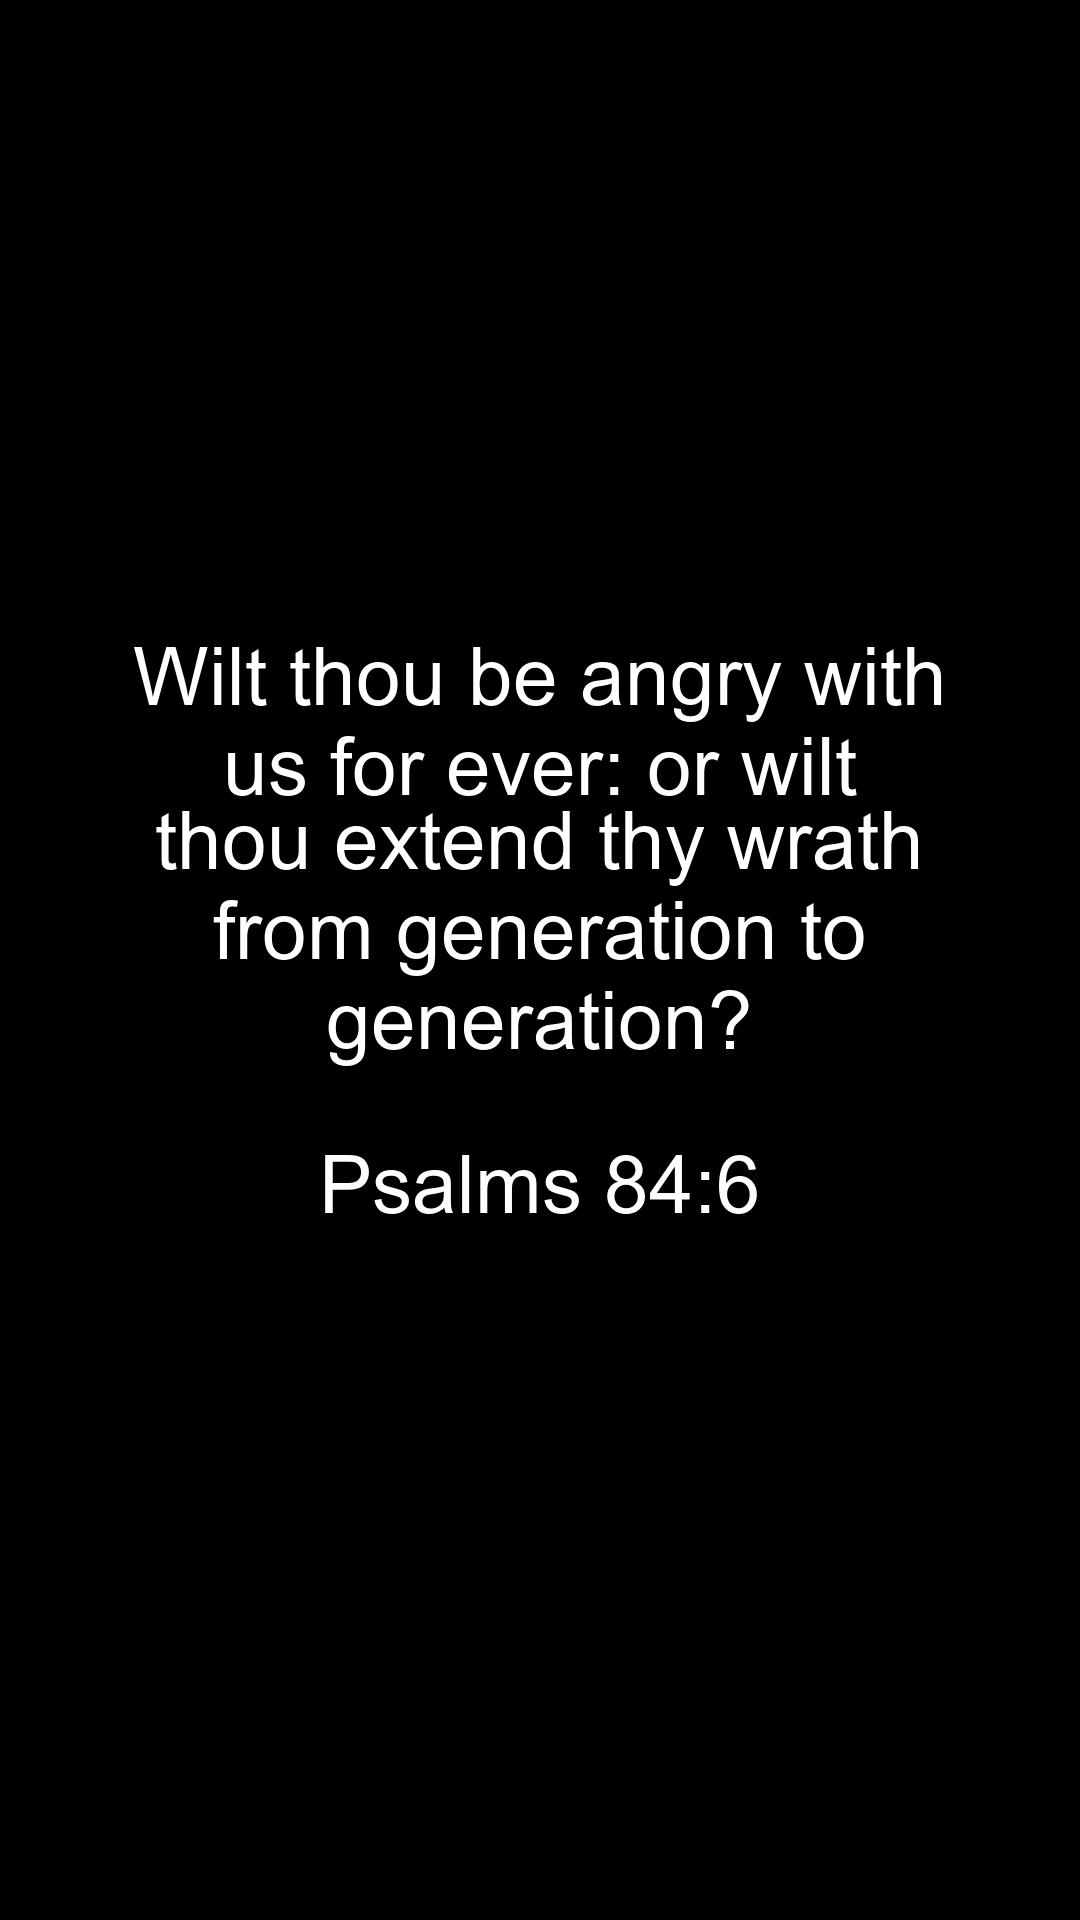 Wilt thou be angry with
us for ever: or wilt
thou extend thy wrath
from generation to
generation?
Psalms 84:6